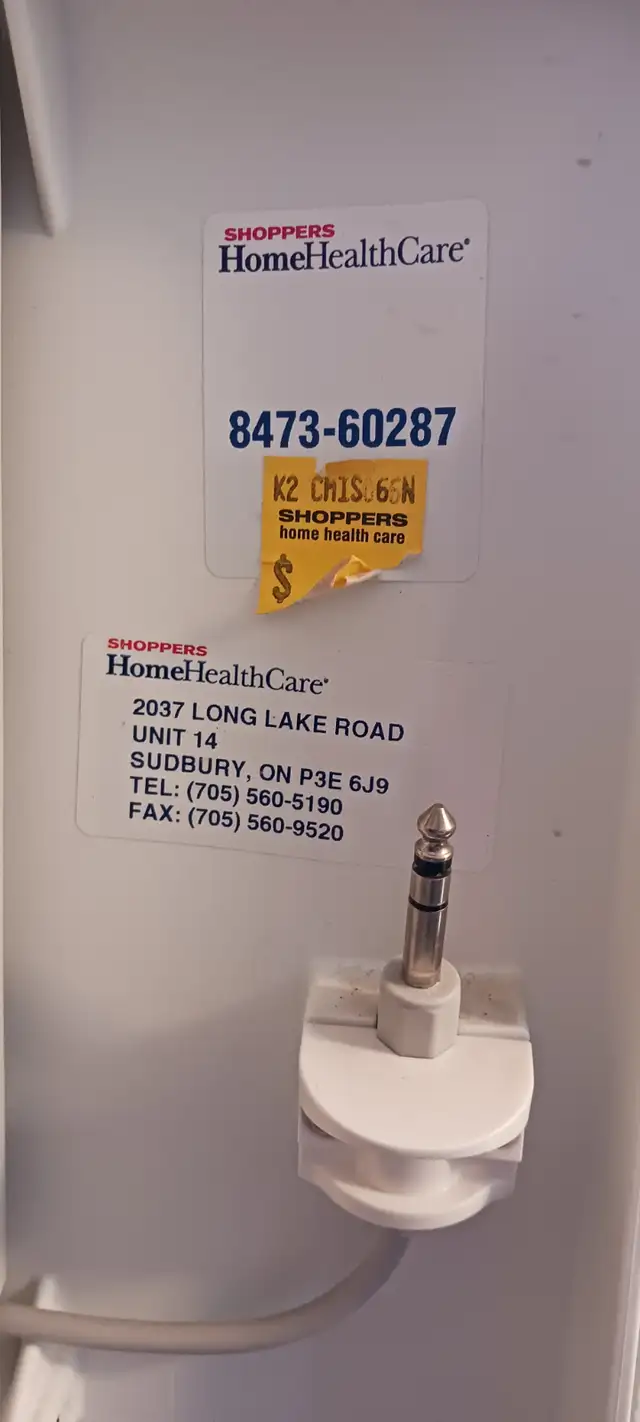 SHOPPERS
HomeHealthCare
8473-60287
K2
SHOPPERS
home health care
$
SHOPPERS
HomeHealthCare
2037 LONG LAKE ROAD
UNIT 14
SUDBURY, ON P3E 6J9
TEL: (705) 560-5190
FAX: (705) 560-9520